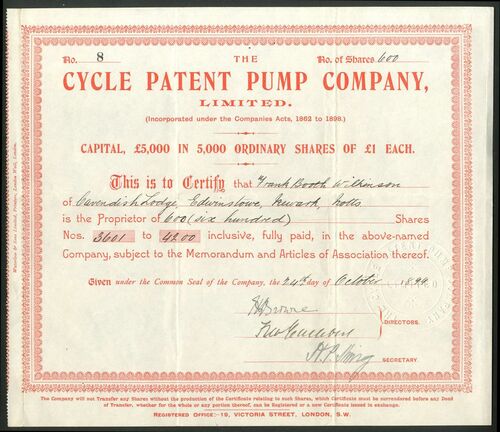 No. 8 THE No. of Shares 600
CYCLE PATENT PUMP COMPANY,
LIMITED.
(Incorporated under the Companies Acts, 1862 to 1898.)
CAPITAL, £5,000 IN 5,000 ORDINARY SHARES OF £1 EACH.
This is to Certify that Frank Booth Wilkinson
of Cavendish Lodge, Edwinstowe, Newark, Notts
is the Proprietor of 600 (six hundred) Shares
Nos. 3601 to 4200 inclusive, fully paid, in the above-named
Company, subject to the Memorandum and Articles of Association thereof.
Given under the Common Seal of the Company, the 24th day of October 1899
Browne
DIRECTORS.
SECRETARY.
The Company will not Transfer any Shares without the production of the Certificate relating to such Shares, which Certificate must be surrendered before any Deed
of Transfer, whether for the whole or any portion thereof, can be Registered or a new Certificate issued in exchange.
REGISTERED OFFICE:-19, VICTORIA STREET, LONDON, S.W.